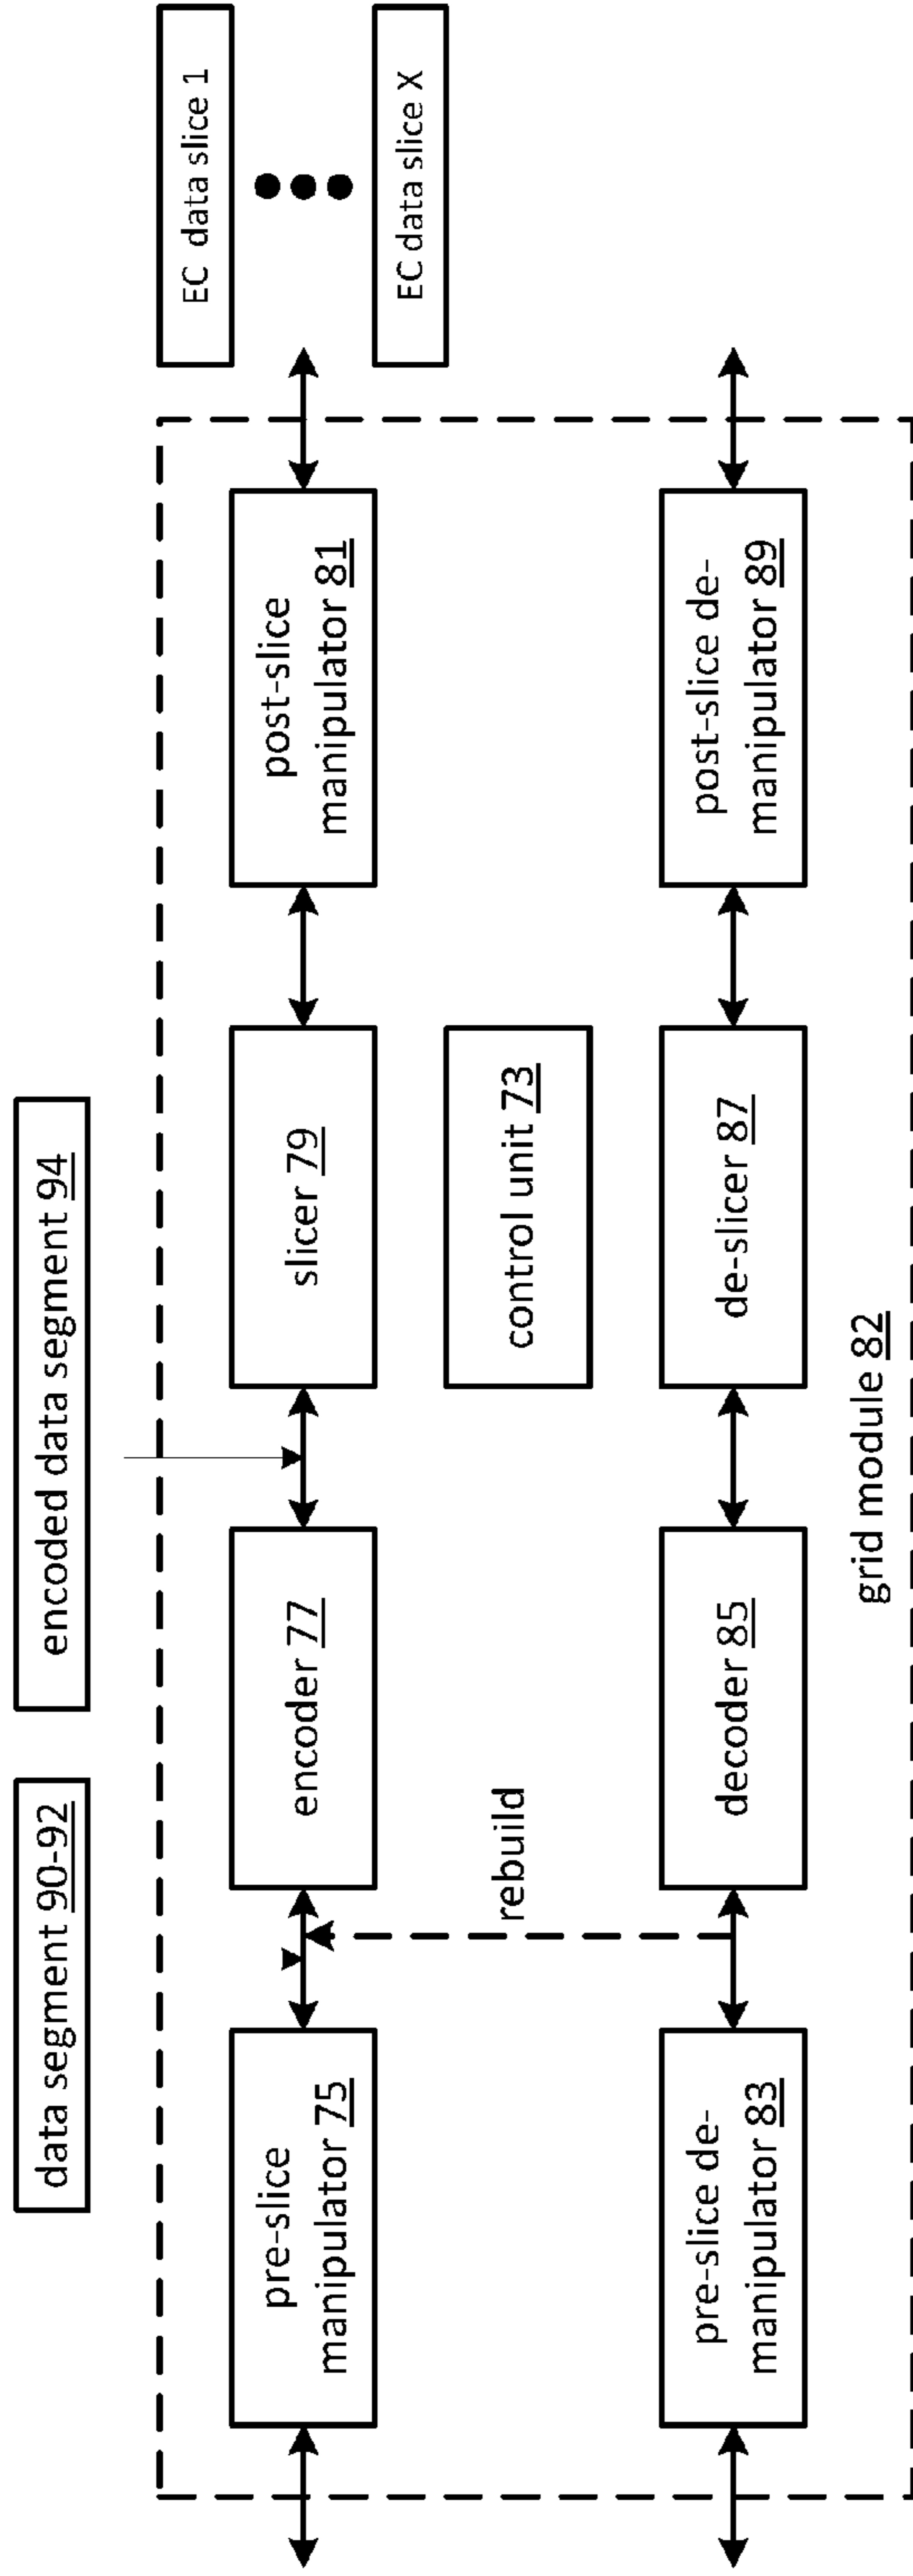 data segment 90-92
encoded data segment 94
EC data slice 1
EC data slice X
pre-slice
manipulator 75
encoder 77
slicer 79
post-slice
manipulator 81
rebuild
control unit 73
pre-slice de-
manipulator 83
decoder 85
de-slicer 87
post-slice de-
manipulator 89
grid module 82